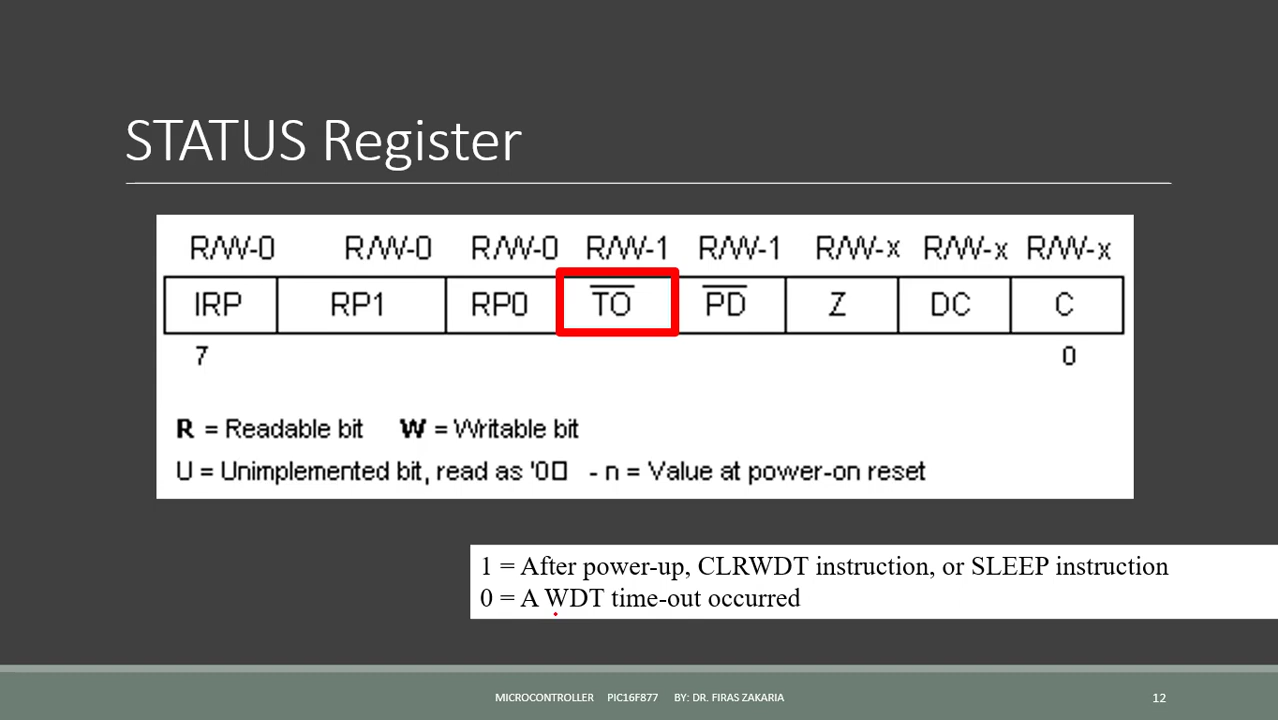 STATUS Register
R/W-0 R/W-0 R/W-0 R/W-1 R/W-1 R/W-x R/W-x R/W-x
IRP RP1 RP0 T̅O̅ P̅D̅ Z DC C
7 0
R = Readable bit W = Writable bit
U = Unimplemented bit, read as '0□ - n = Value at power-on reset
1 = After power-up, CLRWDT instruction, or SLEEP instruction
0 = A WDT time-out occurred
MICROCONTROLLER PIC16F877 BY: DR. FIRAS ZAKARIA 12